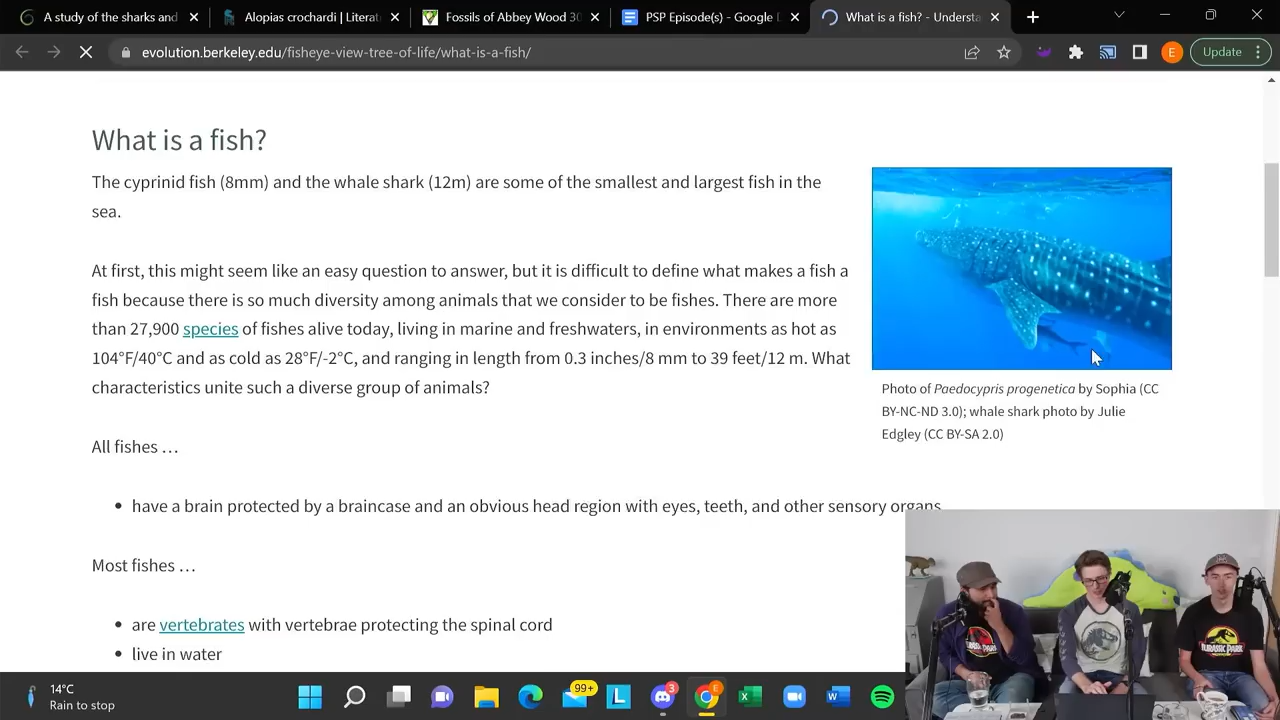 A study of the sharks and
Alopias crochardi | Literat
Fossils of Abbey Wood 30
PSP Episode(s) - Google D
What is a fish? - Understa
evolution.berkeley.edu/fisheye-view-tree-of-life/what-is-a-fish/
E
Update
What is a fish?
The cyprinid fish (8mm) and the whale shark (12m) are some of the smallest and largest fish in the
sea.
At first, this might seem like an easy question to answer, but it is difficult to define what makes a fish a
fish because there is so much diversity among animals that we consider to be fishes. There are more
than 27,900 species of fishes alive today, living in marine and freshwaters, in environments as hot as
104°F/40°C and as cold as 28°F/-2°C, and ranging in length from 0.3 inches/8 mm to 39 feet/12 m. What
characteristics unite such a diverse group of animals?
Photo of Paedocypris progenetica by Sophia (CC
BY-NC-ND 3.0); whale shark photo by Julie
Edgley (CC BY-SA 2.0)
All fishes …
• have a brain protected by a braincase and an obvious head region with eyes, teeth, and other sensory organs
Most fishes …
• are vertebrates with vertebrae protecting the spinal cord
• live in water
JURASSIC PARK
JURASSIC PARK
14°C
Rain to stop
99+
L
3
E